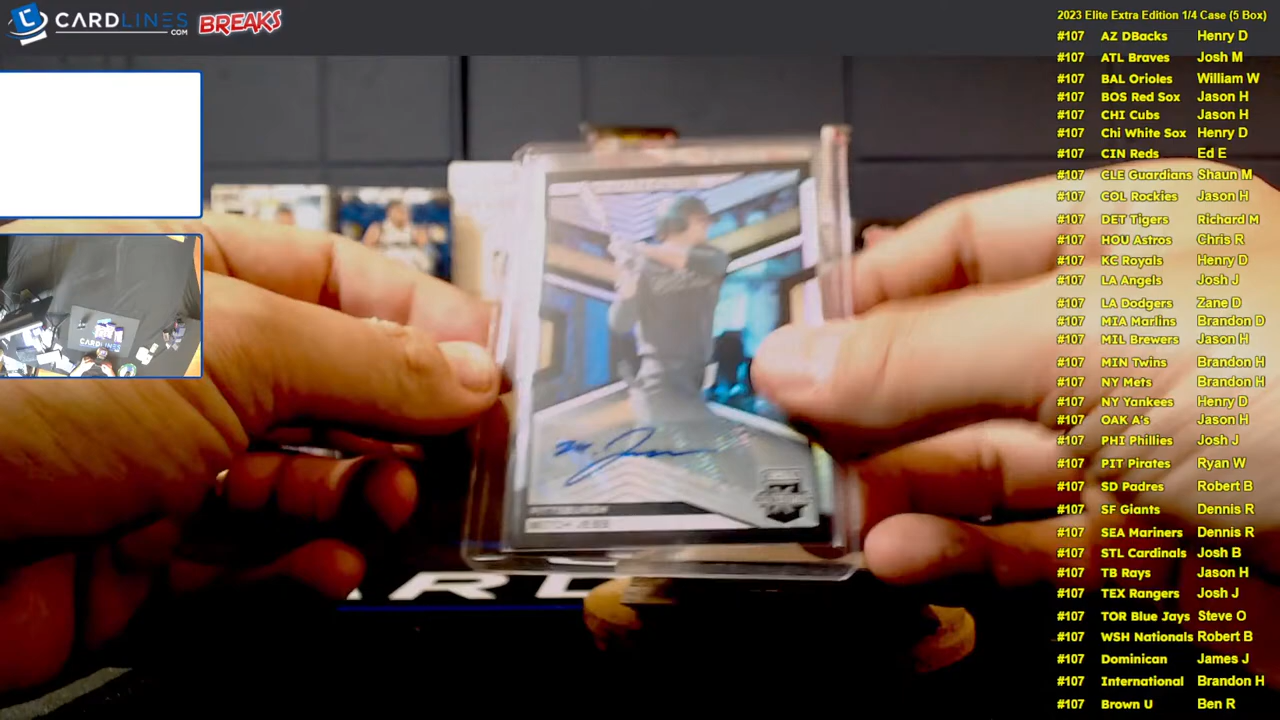 CARDLINES
.COM
BREAKS
2023 Elite Extra Edition 1/4 Case (5 Box)
#107 AZ DBacks Henry D
#107 ATL Braves Josh M
#107 BAL Orioles William W
#107 BOS Red Sox Jason H
#107 CHI Cubs Jason H
#107 Chi White Sox Henry D
#107 CIN Reds Ed E
#107 CLE Guardians Shaun M
#107 COL Rockies Jason H
#107 DET Tigers Richard M
#107 HOU Astros Chris R
#107 KC Royals Henry D
#107 LA Angels Josh J
#107 LA Dodgers Zane D
#107 MIA Marlins Brandon D
#107 MIL Brewers Jason H
#107 MIN Twins Brandon H
#107 NY Mets Brandon H
#107 NY Yankees Henry D
#107 OAK A's Jason H
#107 PHI Phillies Josh J
#107 PIT Pirates Ryan W
#107 SD Padres Robert B
#107 SF Giants Dennis R
#107 SEA Mariners Dennis R
#107 STL Cardinals Josh B
#107 TB Rays Jason H
#107 TEX Rangers Josh J
#107 TOR Blue Jays Steve O
#107 WSH Nationals Robert B
#107 Dominican James J
#107 International Brandon H
#107 Brown U Ben R
PITTSBURGH
MITCH JEBB